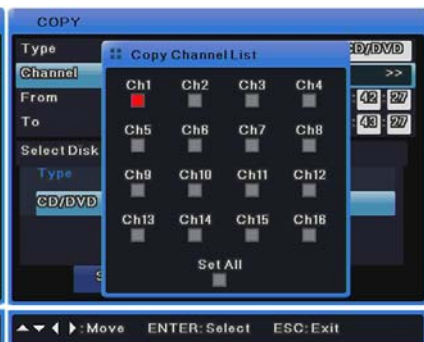 COPY
Type CD/DVD
Copy Channel List
Channel >>
Ch1 Ch2 Ch3 Ch4
From : 42 : 27
To : 43 : 27
Ch5 Ch6 Ch7 Ch8
Select Disk
Type
Ch9 Ch10 Ch11 Ch12
CD/DVD
Ch13 Ch14 Ch15 Ch16
Set All
S
▲▼◀▶:Move ENTER:Select ESC:Exit